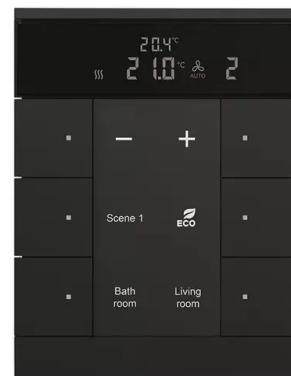 20.4°C
21.0°C AUTO 2
− +
Scene 1 ECO
Bath room
Living room